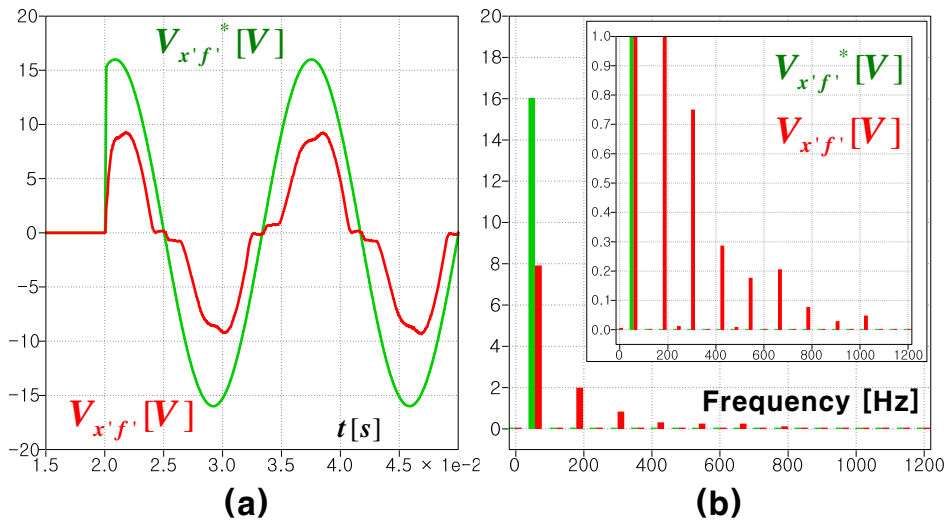 20
15
10
5
0
−5
−10
−15
−20
V_{x'f'}*[V]
V_{x'f'}[V]
t[s]
1.5 2.0 2.5 3.0 3.5 4.0 4.5 × 1e-2
(a)
20
18
16
14
12
10
8
6
4
2
0
1.0
0.9
0.8
0.7
0.6
0.5
0.4
0.3
0.2
0.1
0.0
0 200 400 600 800 1000 1200
V_{x'f'}*[V]
V_{x'f'}[V]
Frequency [Hz]
0 200 400 600 800 1000 1200
(b)